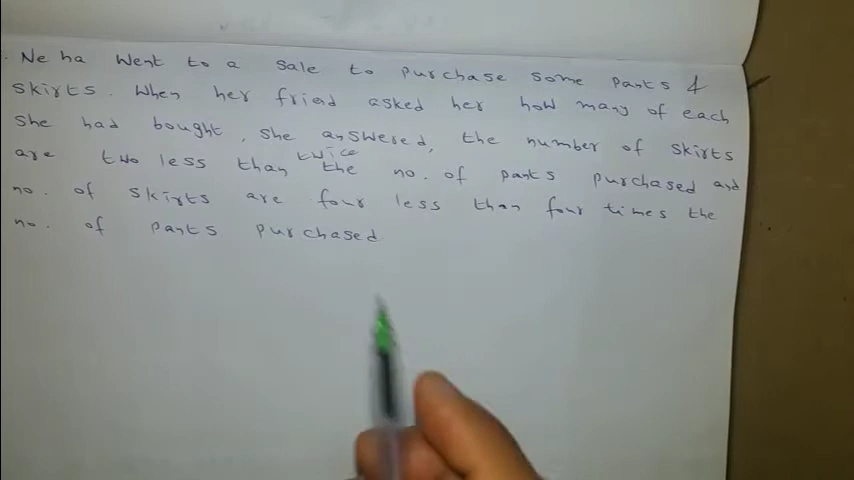 Neha went to a sale to purchase some pants &
skirts. When her friend asked her how many of each
she had bought, she answered, the number of skirts
are two less than twice the no. of pants purchased and
no. of skirts are four less than four times the
no. of pants purchased